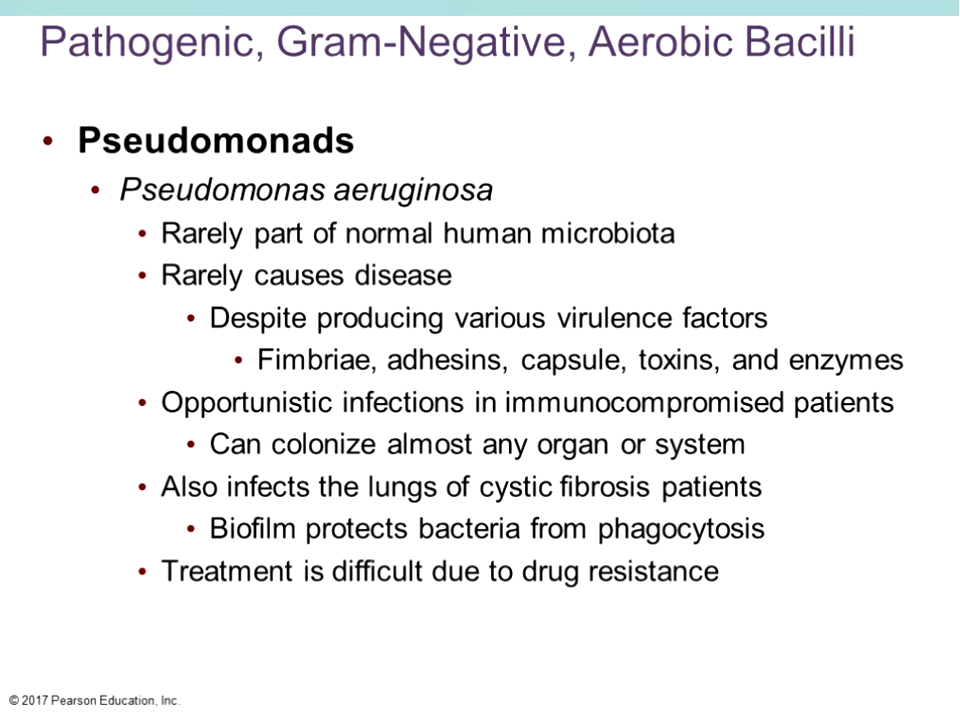 Pathogenic, Gram-Negative, Aerobic Bacilli
• Pseudomonads
• Pseudomonas aeruginosa
• Rarely part of normal human microbiota
• Rarely causes disease
• Despite producing various virulence factors
• Fimbriae, adhesins, capsule, toxins, and enzymes
• Opportunistic infections in immunocompromised patients
• Can colonize almost any organ or system
• Also infects the lungs of cystic fibrosis patients
• Biofilm protects bacteria from phagocytosis
• Treatment is difficult due to drug resistance
© 2017 Pearson Education, Inc.